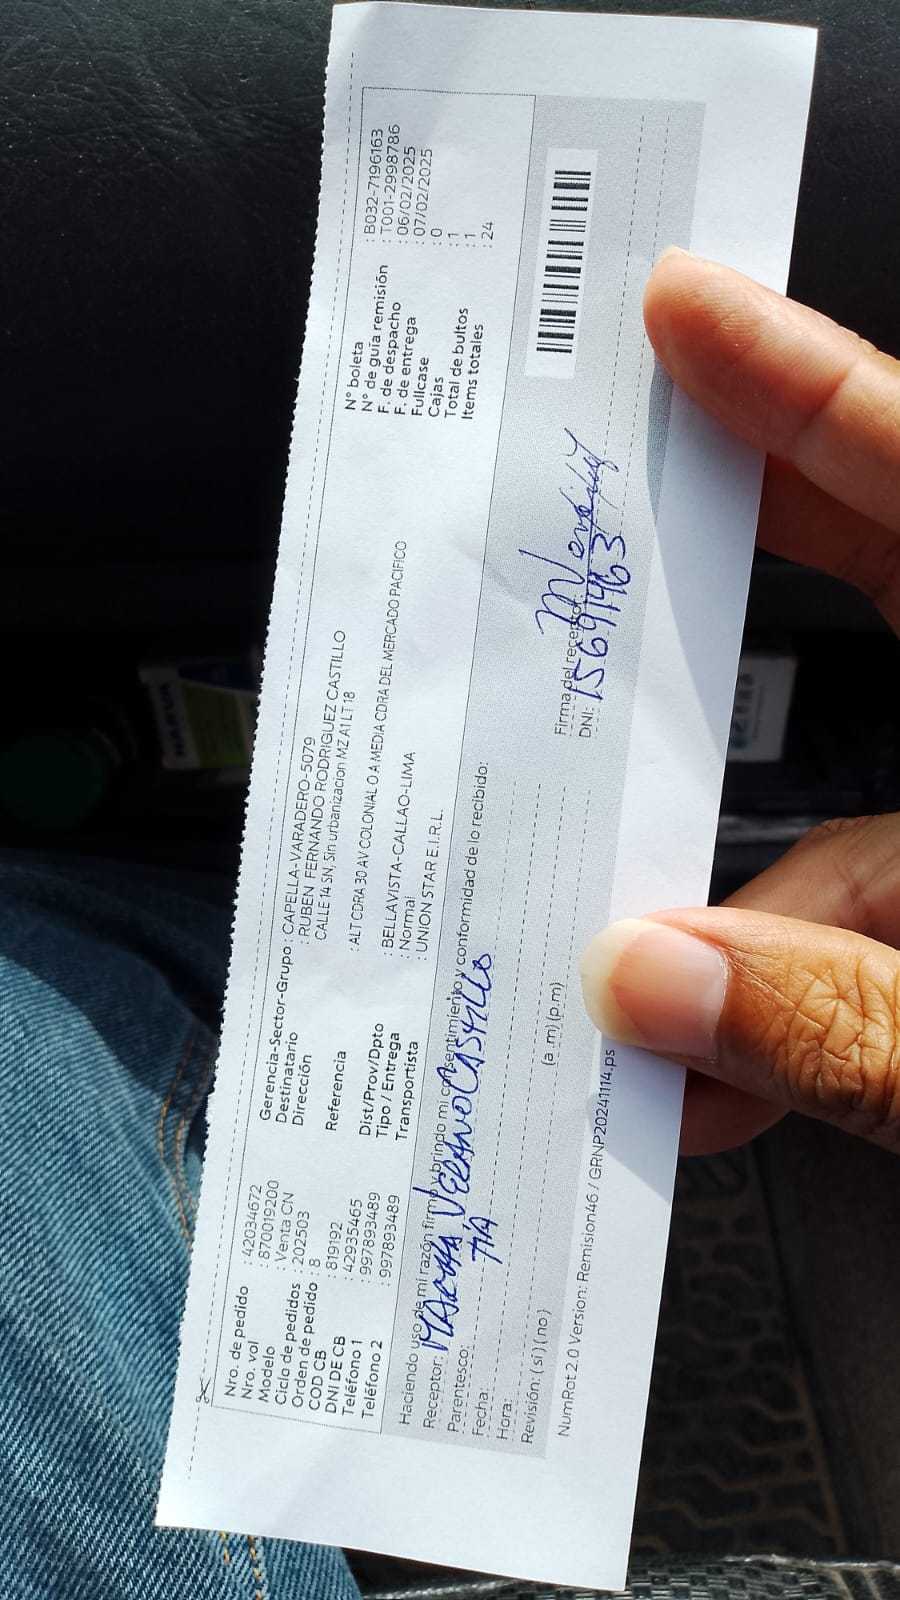 Nro. de pedido : 42034672
Nro. vol : 870019200
Modelo : Venta CN
Ciclo de pedidos : 202503
Orden de pedido : 8
COD CB : 819192
DNI DE CB : 42935465
Teléfono 1 : 997893489
Teléfono 2 : 997893489
Gerencia-Sector-Grupo : CAPELLA-VARADERO-5079
Destinatario : RUBEN FERNANDO RODRIGUEZ CASTILLO
Dirección CALLE 14 SN, Sin urbanizacion MZ A1 LT 18
Referencia : ALT CDRA 30 AV COLONIAL O A MEDIA CDRA DEL MERCADO PACIFICO
Dist/Prov/Dpto : BELLAVISTA-CALLAO-LIMA
Tipo / Entrega : Normal
Transportista : UNION STAR E.I.R.L.
N° boleta : B032-7196163
N° de guía remisión : T001-2998786
F. de despacho : 06/02/2025
F. de entrega : 07/02/2025
Fullcase : 0
Cajas : 1
Total de bultos : 1
Items totales : 24
Haciendo uso de mi razón firmo y brindo mi consentimiento y conformidad de lo recibido:
Receptor: MARTHA VERANO CASTILLO
Parentesco: TIA
Fecha:
Hora: (a.m) (p.m)
Revisión: ( si ) ( no )
Firma del receptor:
DNI: 15691463
NumRot 2.0 Version: Remision46 / GRNP20241114.ps